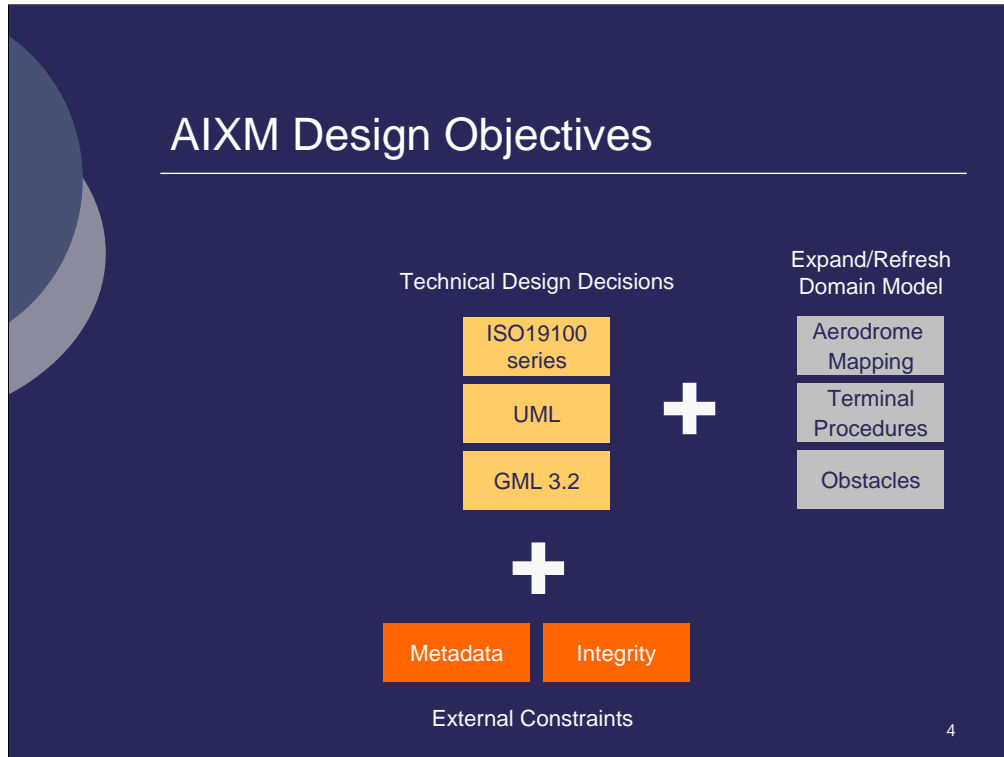 AIXM Design Objectives
Technical Design Decisions
ISO19100
series
UML
GML 3.2
Expand/Refresh
Domain Model
Aerodrome
Mapping
Terminal
Procedures
Obstacles
Metadata
Integrity
External Constraints
4